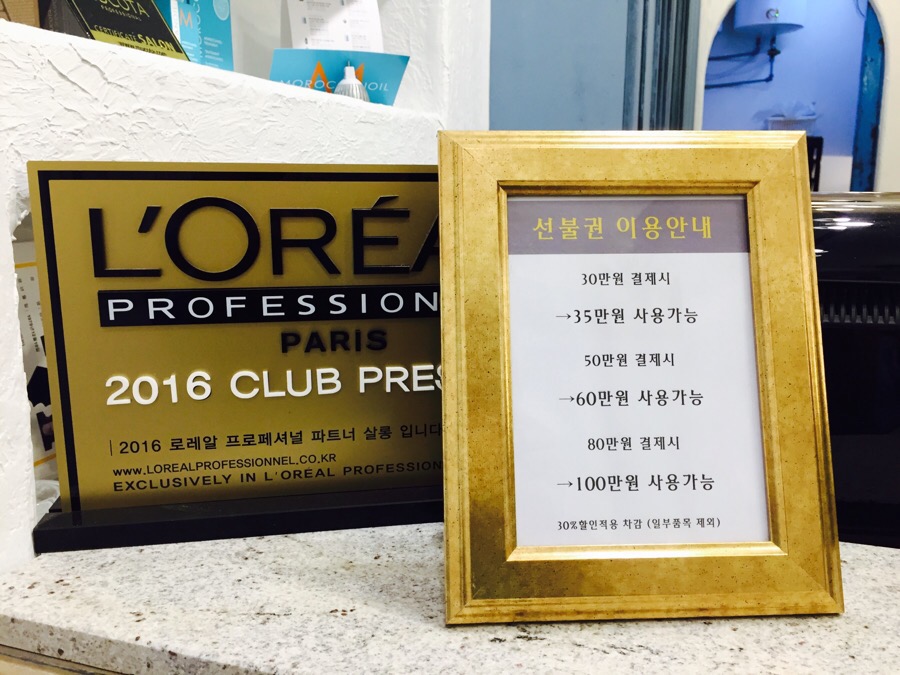 PROFESSIONAL
CERTIFICATE SALON
MOROCCANOIL
L'ORÉA
PROFESSION
PARIS
2016 CLUB PRES
2016 로레알 프로페셔널 파트너 살롱 입니다
WWW.LOREALPROFESSIONNEL.CO.KR
EXCLUSIVELY IN L'ORÉAL PROFESSION
선불권 이용안내
30만원 결제시
→35만원 사용가능
50만원 결제시
→60만원 사용가능
80만원 결제시
→100만원 사용가능
30%할인적용 차감 (일부품목 제외)